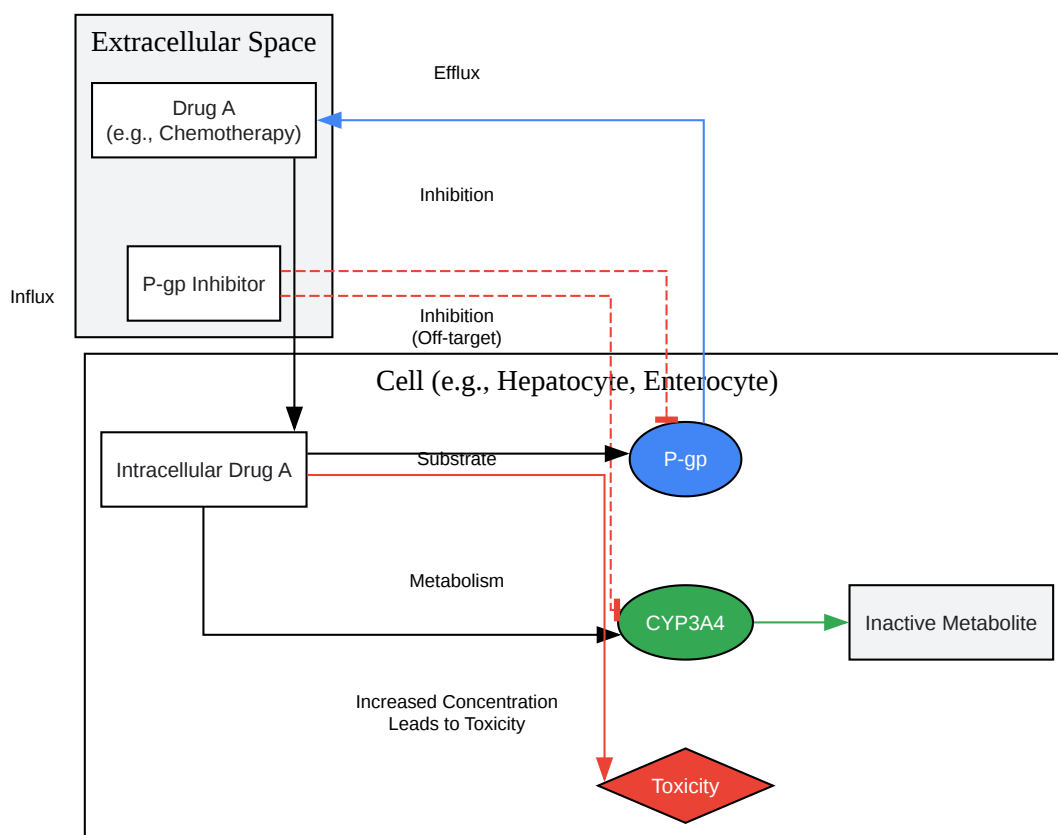 Extracellular Space
Efflux
Drug A
(e.g., Chemotherapy)
Inhibition
P-gp Inhibitor
Influx
Inhibition
(Off-target)
Cell (e.g., Hepatocyte, Enterocyte)
Intracellular Drug A
Substrate
P-gp
Metabolism
CYP3A4
Inactive Metabolite
Increased Concentration
Leads to Toxicity
Toxicity